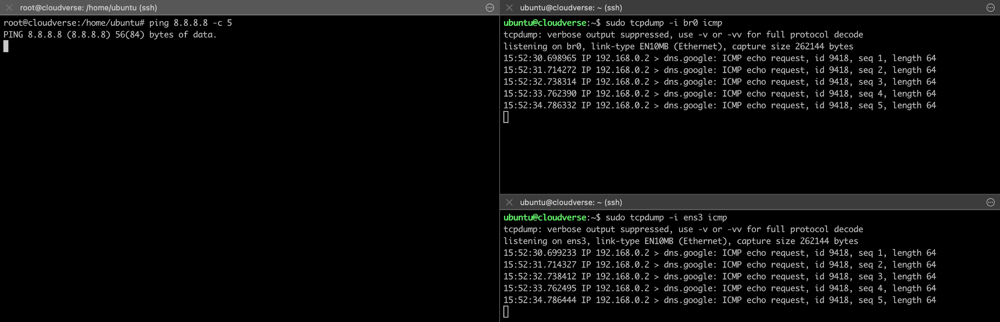 root@cloudverse: /home/ubuntu (ssh)
root@cloudverse:/home/ubuntu# ping 8.8.8.8 -c 5
PING 8.8.8.8 (8.8.8.8) 56(84) bytes of data.
ubuntu@cloudverse: ~ (ssh)
ubuntu@cloudverse:~$ sudo tcpdump -i br0 icmp
tcpdump: verbose output suppressed, use -v or -vv for full protocol decode
listening on br0, link-type EN10MB (Ethernet), capture size 262144 bytes
15:52:30.698965 IP 192.168.0.2 > dns.google: ICMP echo request, id 9418, seq 1, length 64
15:52:31.714272 IP 192.168.0.2 > dns.google: ICMP echo request, id 9418, seq 2, length 64
15:52:32.738314 IP 192.168.0.2 > dns.google: ICMP echo request, id 9418, seq 3, length 64
15:52:33.762390 IP 192.168.0.2 > dns.google: ICMP echo request, id 9418, seq 4, length 64
15:52:34.786332 IP 192.168.0.2 > dns.google: ICMP echo request, id 9418, seq 5, length 64
ubuntu@cloudverse: ~ (ssh)
ubuntu@cloudverse:~$ sudo tcpdump -i ens3 icmp
tcpdump: verbose output suppressed, use -v or -vv for full protocol decode
listening on ens3, link-type EN10MB (Ethernet), capture size 262144 bytes
15:52:30.699233 IP 192.168.0.2 > dns.google: ICMP echo request, id 9418, seq 1, length 64
15:52:31.714327 IP 192.168.0.2 > dns.google: ICMP echo request, id 9418, seq 2, length 64
15:52:32.738412 IP 192.168.0.2 > dns.google: ICMP echo request, id 9418, seq 3, length 64
15:52:33.762495 IP 192.168.0.2 > dns.google: ICMP echo request, id 9418, seq 4, length 64
15:52:34.786444 IP 192.168.0.2 > dns.google: ICMP echo request, id 9418, seq 5, length 64